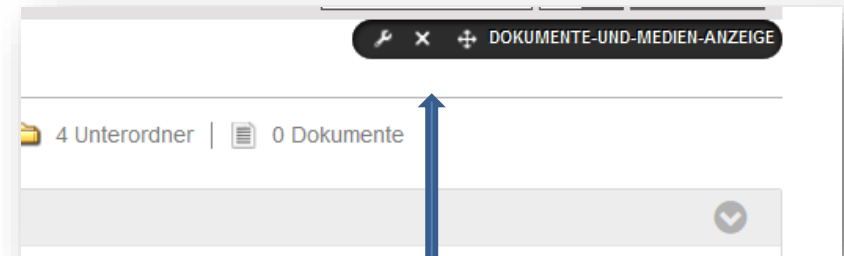 DOKUMENTE-UND-MEDIEN-ANZEIGE
4 Unterordner | 0 Dokumente